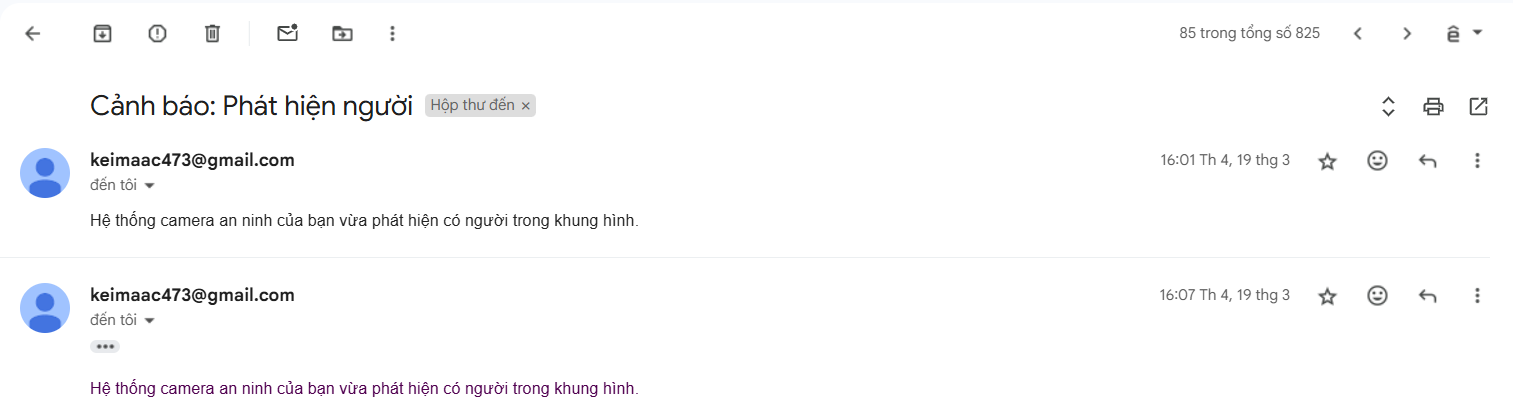 85 trong tổng số 825
Cảnh báo: Phát hiện người Hộp thư đến ×
keimaac473@gmail.com 16:01 Th 4, 19 thg 3
đến tôi
Hệ thống camera an ninh của bạn vừa phát hiện có người trong khung hình.
keimaac473@gmail.com 16:07 Th 4, 19 thg 3
đến tôi
Hệ thống camera an ninh của bạn vừa phát hiện có người trong khung hình.